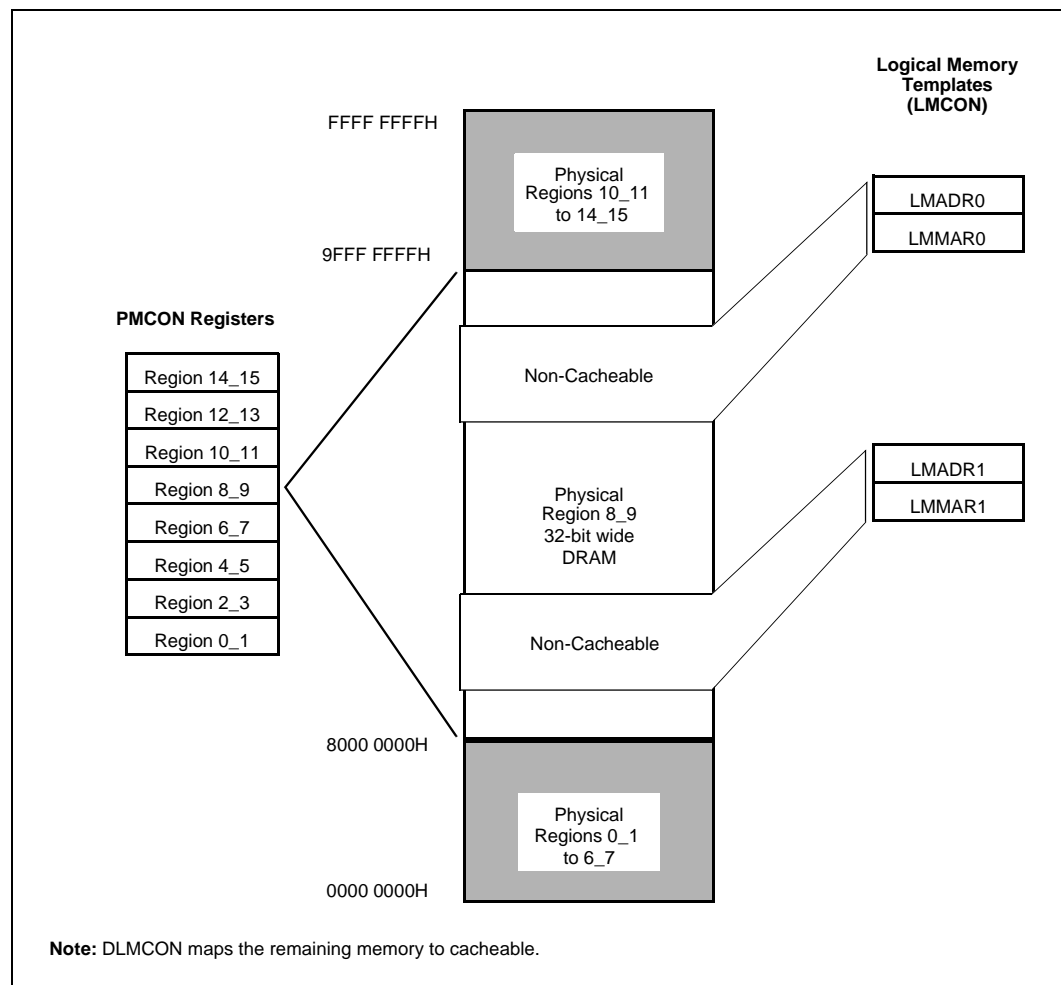 Logical Memory
Templates
(LMCON)
FFFF FFFFH
Physical
Regions 10_11
to 14_15
LMADR0
LMMAR0
9FFF FFFFH
PMCON Registers
Region 14_15
Region 12_13
Region 10_11
Region 8_9
Region 6_7
Region 4_5
Region 2_3
Region 0_1
Non-Cacheable
Physical
Region 8_9
32-bit wide
DRAM
LMADR1
LMMAR1
Non-Cacheable
8000 0000H
Physical
Regions 0_1
to 6_7
0000 0000H
Note: DLMCON maps the remaining memory to cacheable.